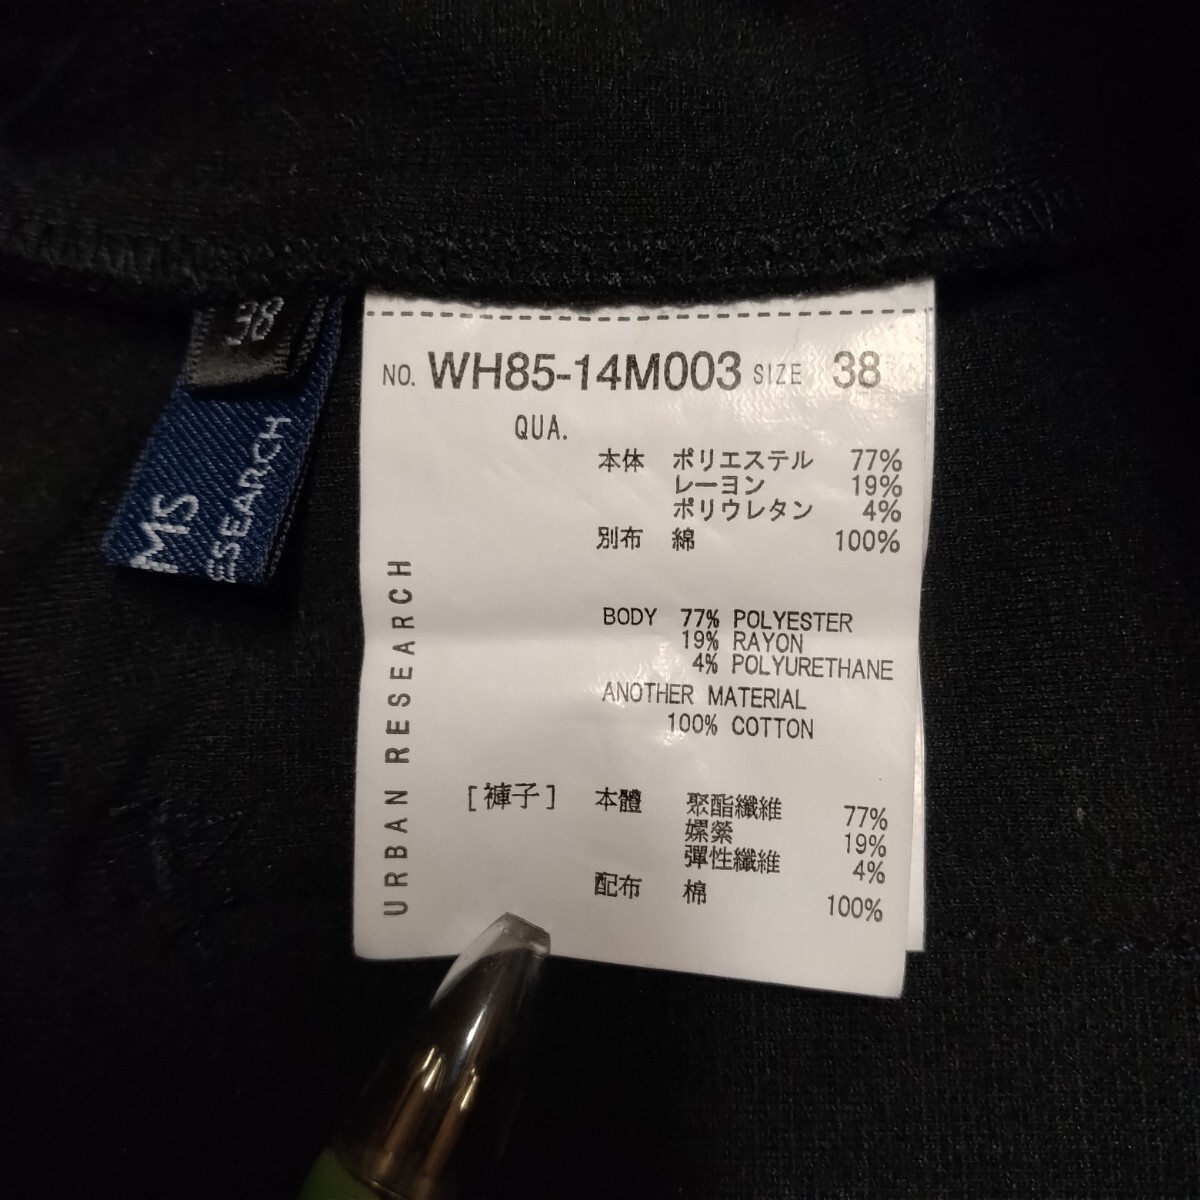 38
MS
ESEARCH
NO. WH85-14M003 SIZE 38
QUA.
本体 ポリエステル 77%
レーヨン 19%
ポリウレタン 4%
別布 綿 100%
BODY 77% POLYESTER
19% RAYON
4% POLYURETHANE
ANOTHER MATERIAL
100% COTTON
[褲子] 本體 聚酯纖維 77%
嫘縈 19%
彈性纖維 4%
配布 棉 100%
URBAN RESEARCH